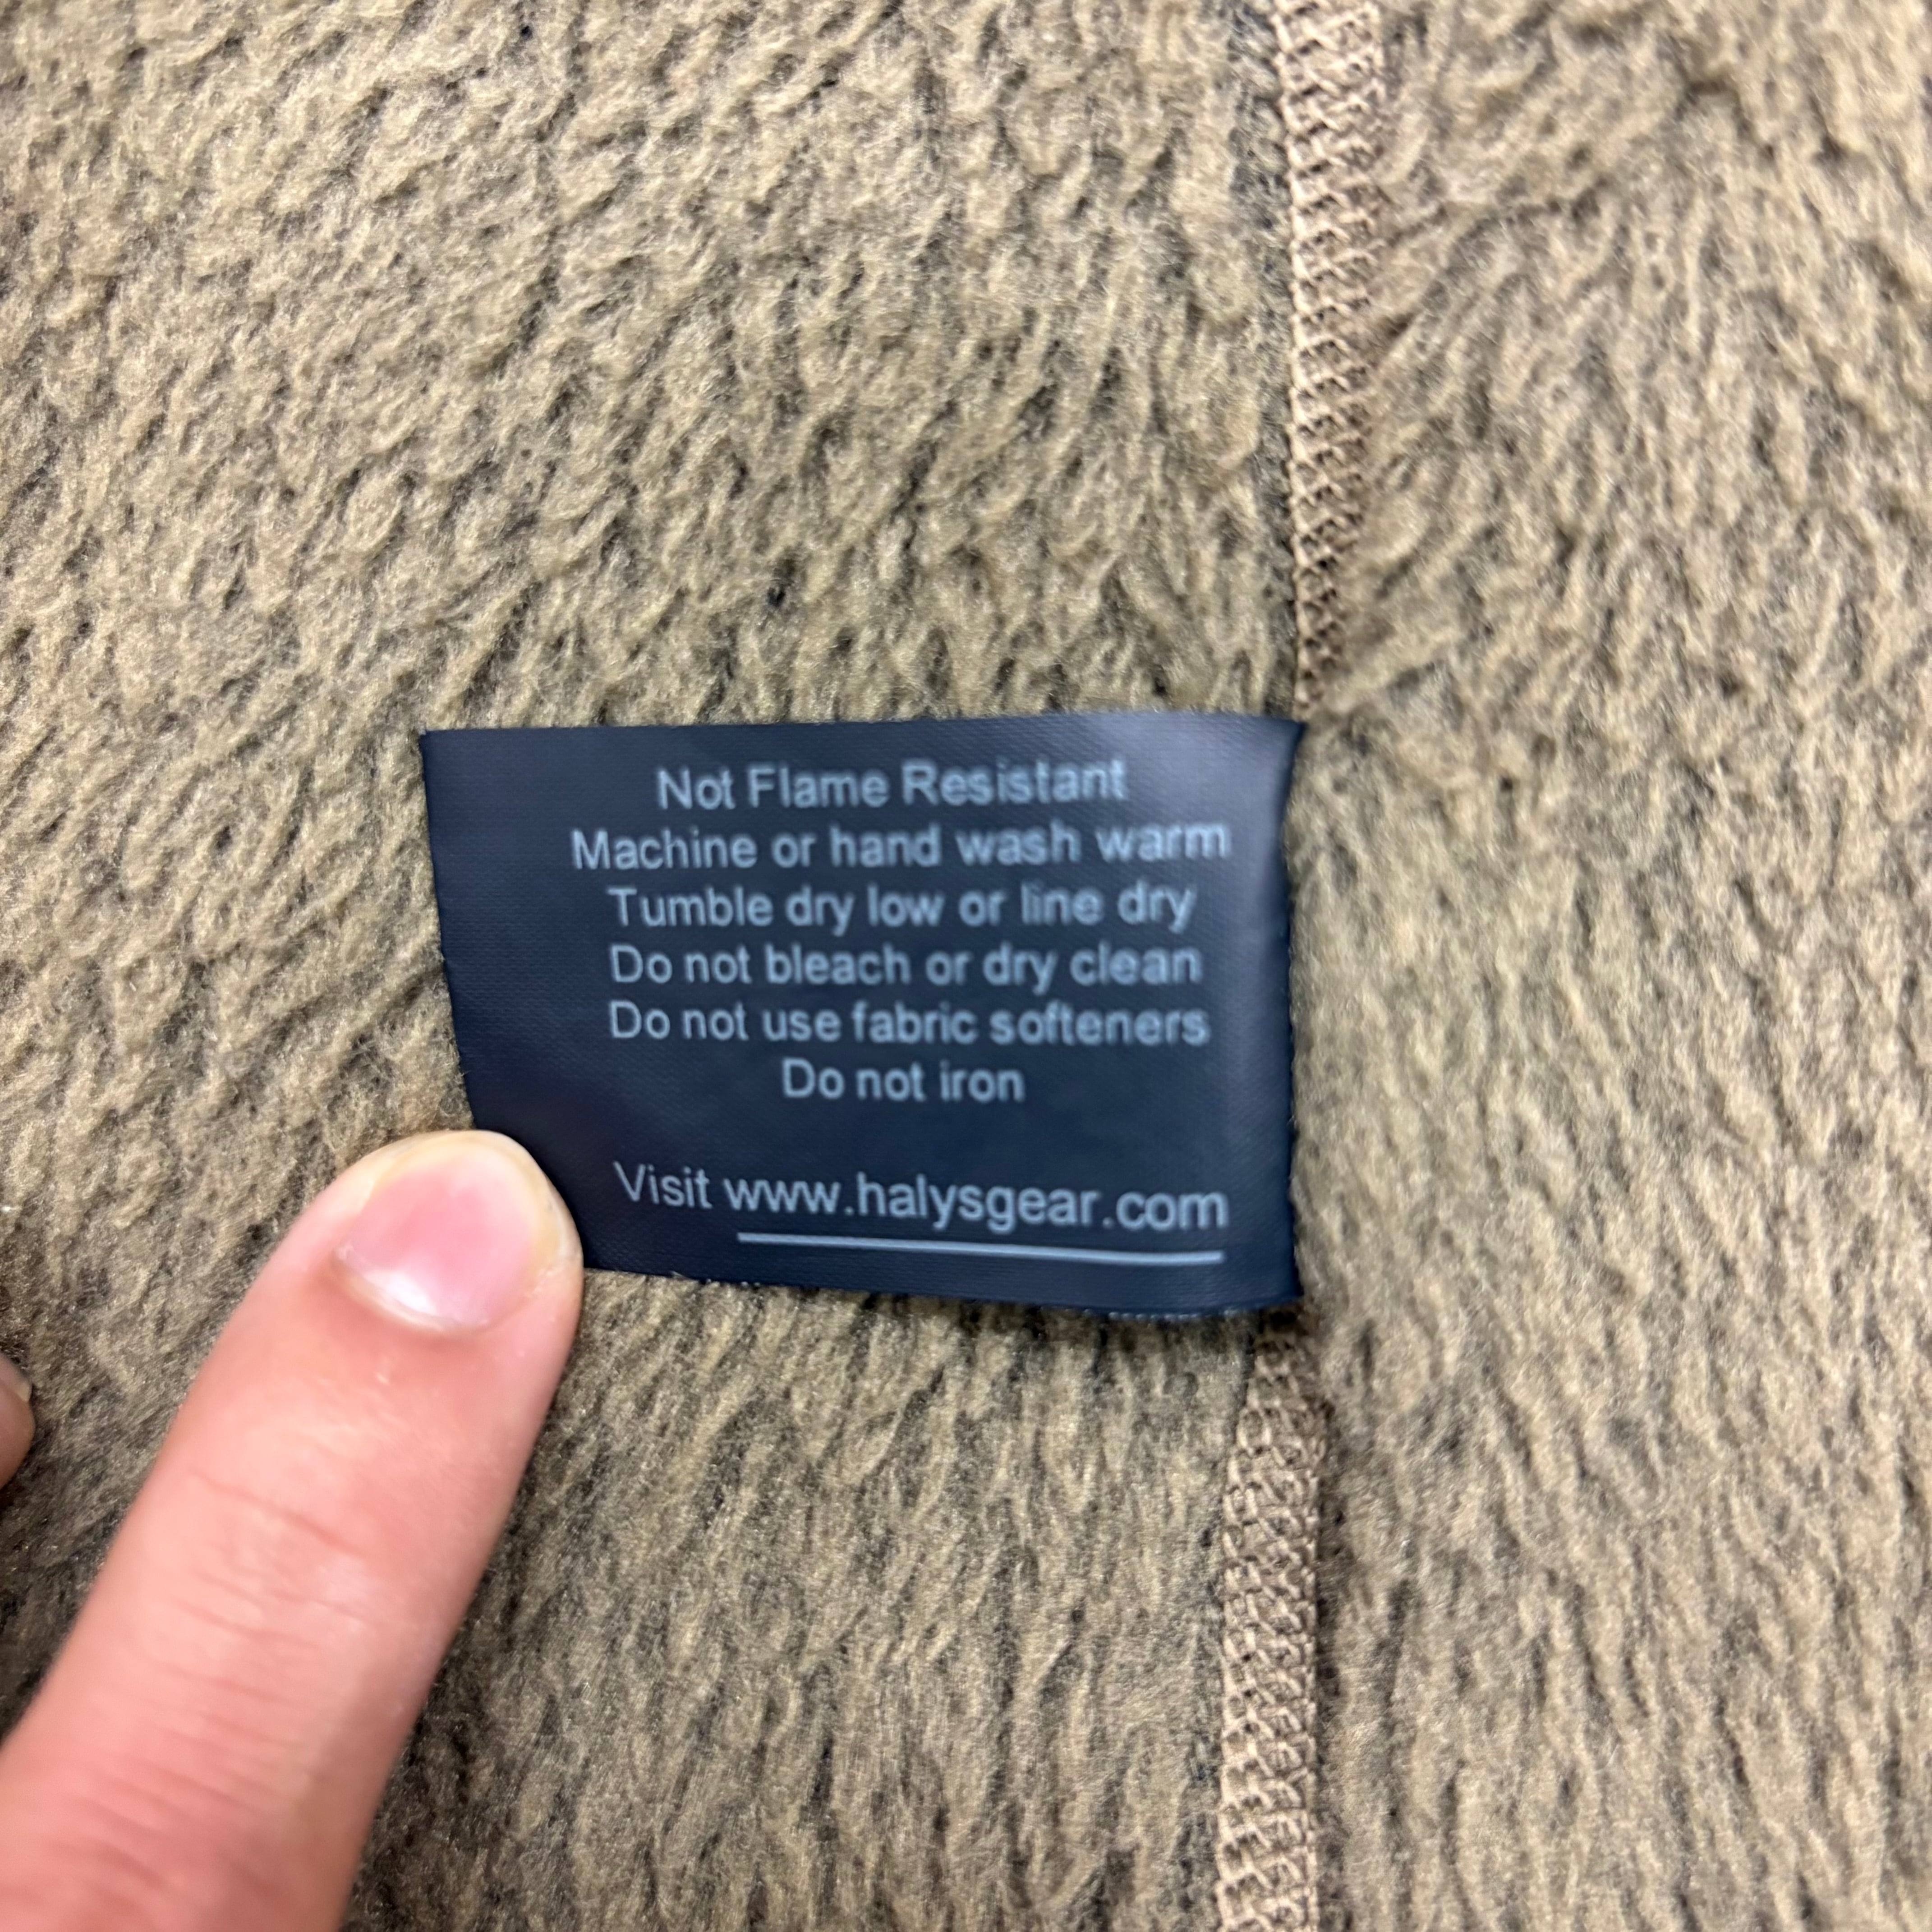 Not Flame Resistant
Machine or hand wash warm
Tumble dry low or line dry
Do not bleach or dry clean
Do not use fabric softeners
Do not iron
Visit www.halysgear.com